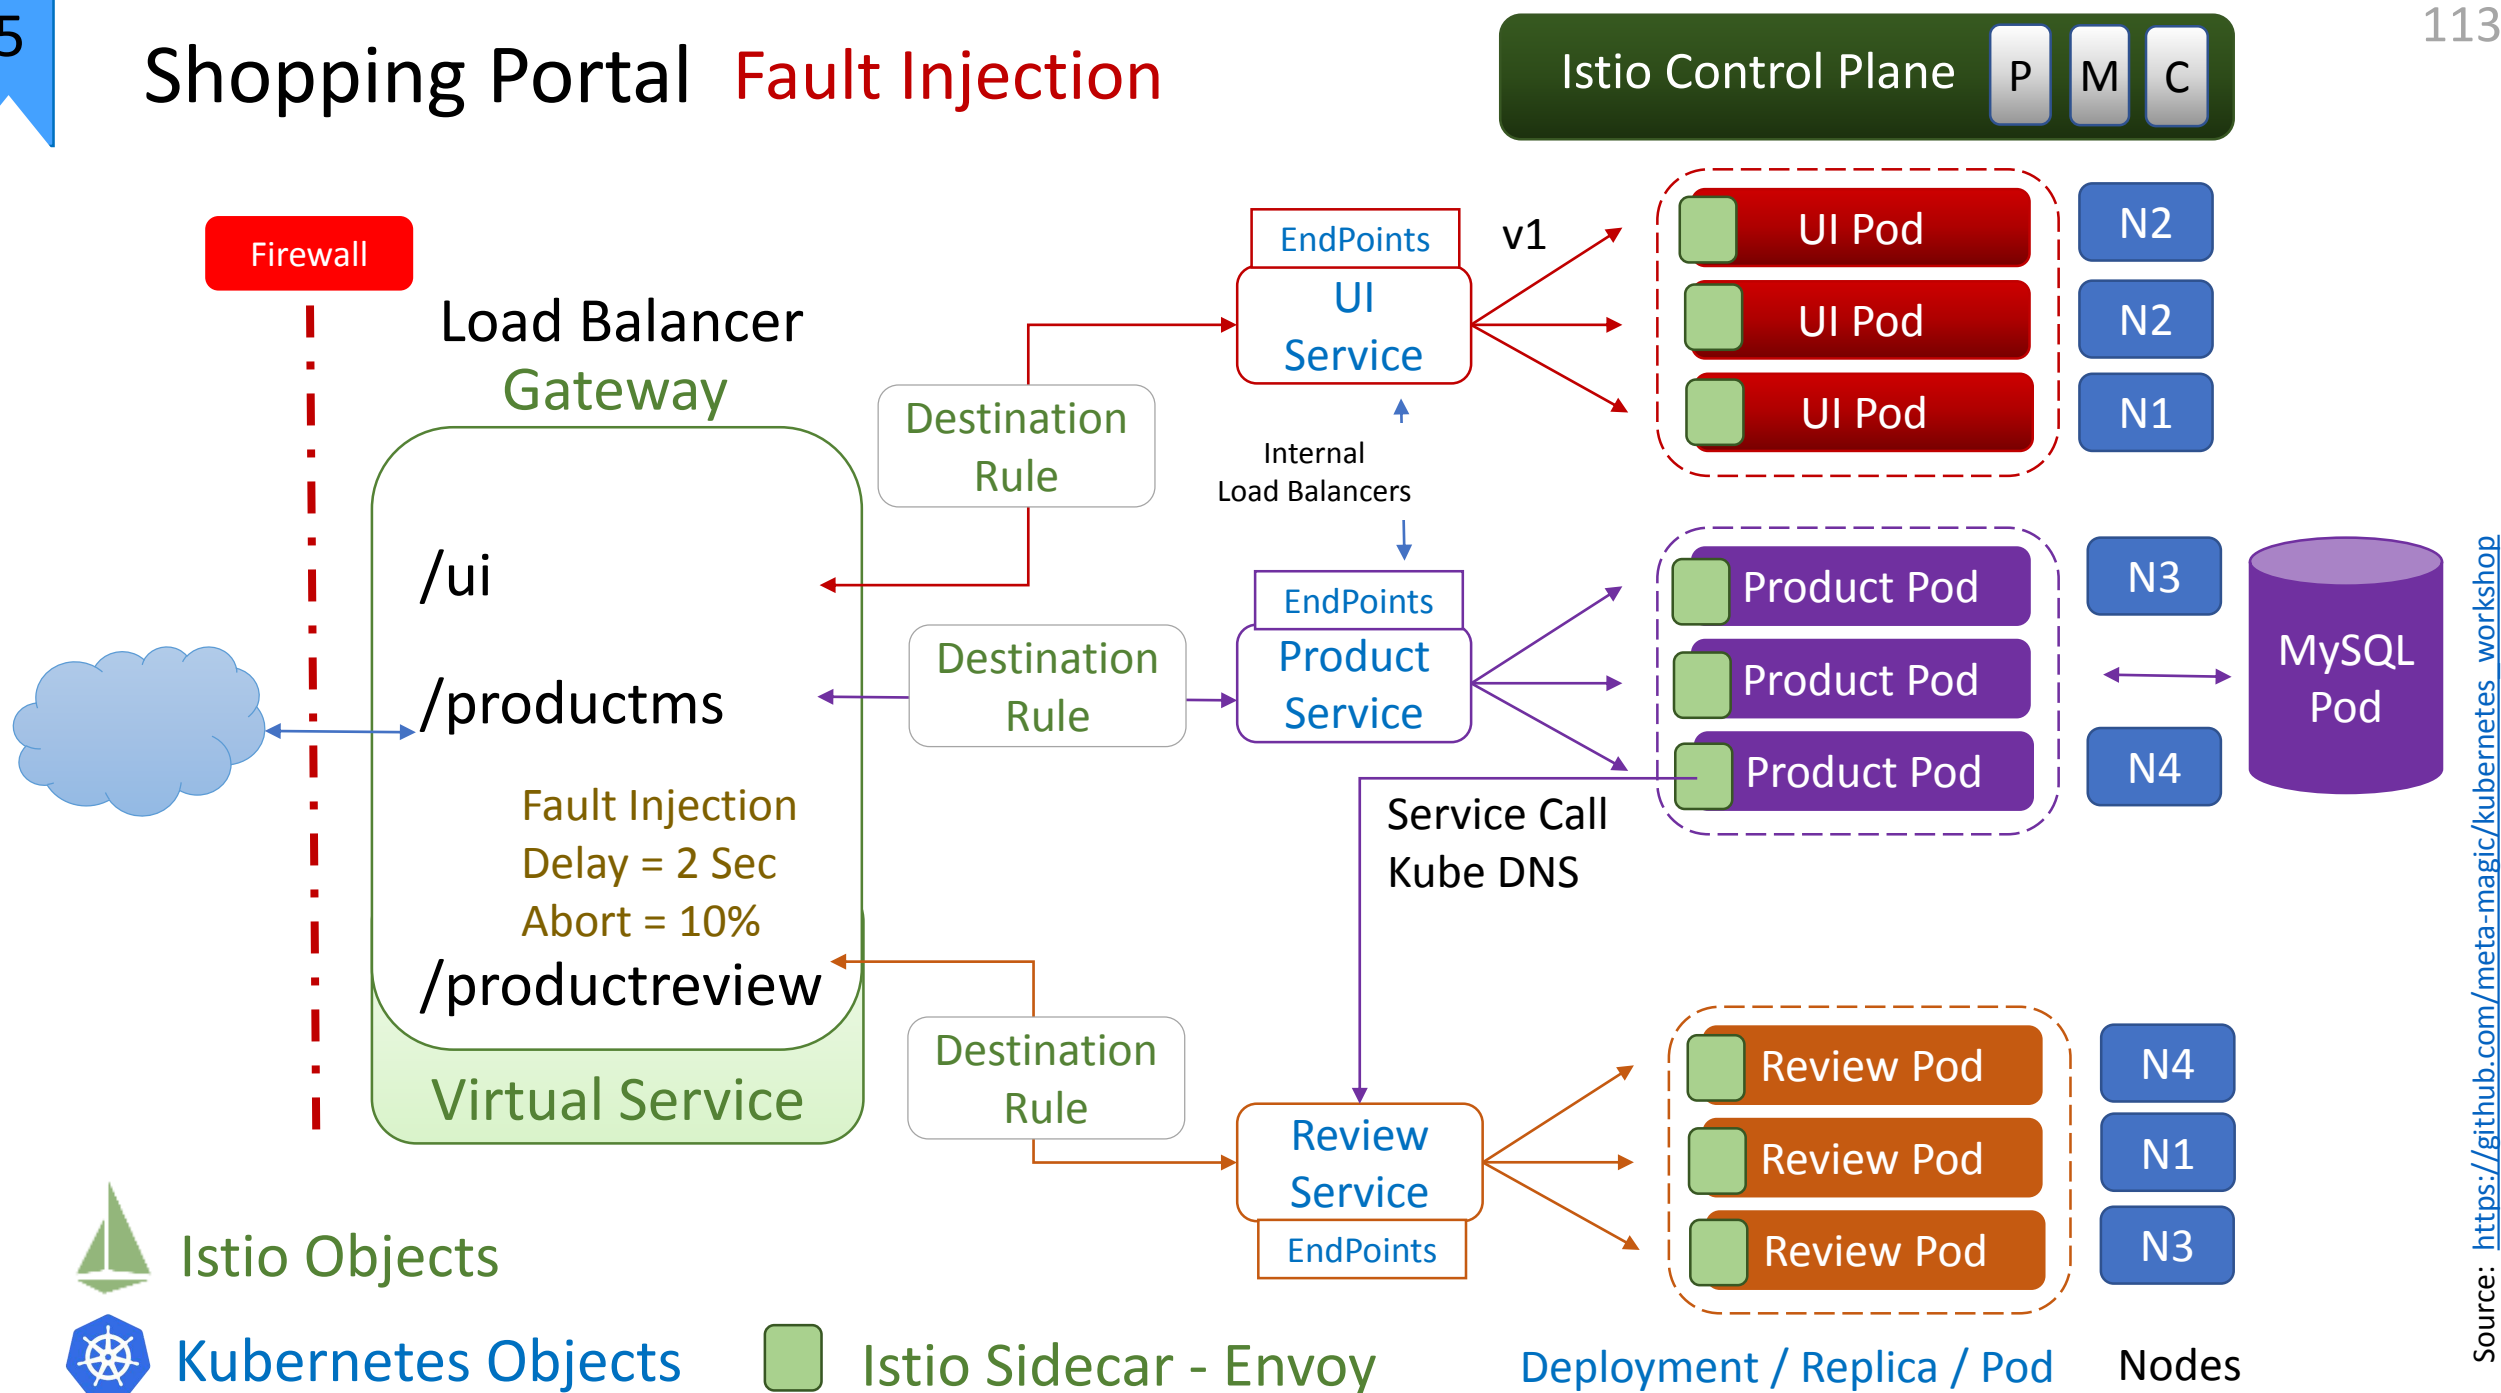 5
Shopping Portal Fault Injection
Istio Control Plane P M C
113
Firewall
Load Balancer
Gateway
/ui
/productms
Fault Injection
Delay = 2 Sec
Abort = 10%
/productreview
Virtual Service
Destination
Rule
Destination
Rule
Destination
Rule
EndPoints
UI
Service
v1
Internal
Load Balancers
EndPoints
Product
Service
Service Call
Kube DNS
Review
Service
EndPoints
UI Pod
UI Pod
UI Pod
N2
N2
N1
Product Pod
Product Pod
Product Pod
N3
N4
MySQL
Pod
Review Pod
Review Pod
Review Pod
N4
N1
N3
Istio Objects
Kubernetes Objects
Istio Sidecar - Envoy
Deployment / Replica / Pod
Nodes
Source: https://github.com/meta-magic/kubernetes_workshop